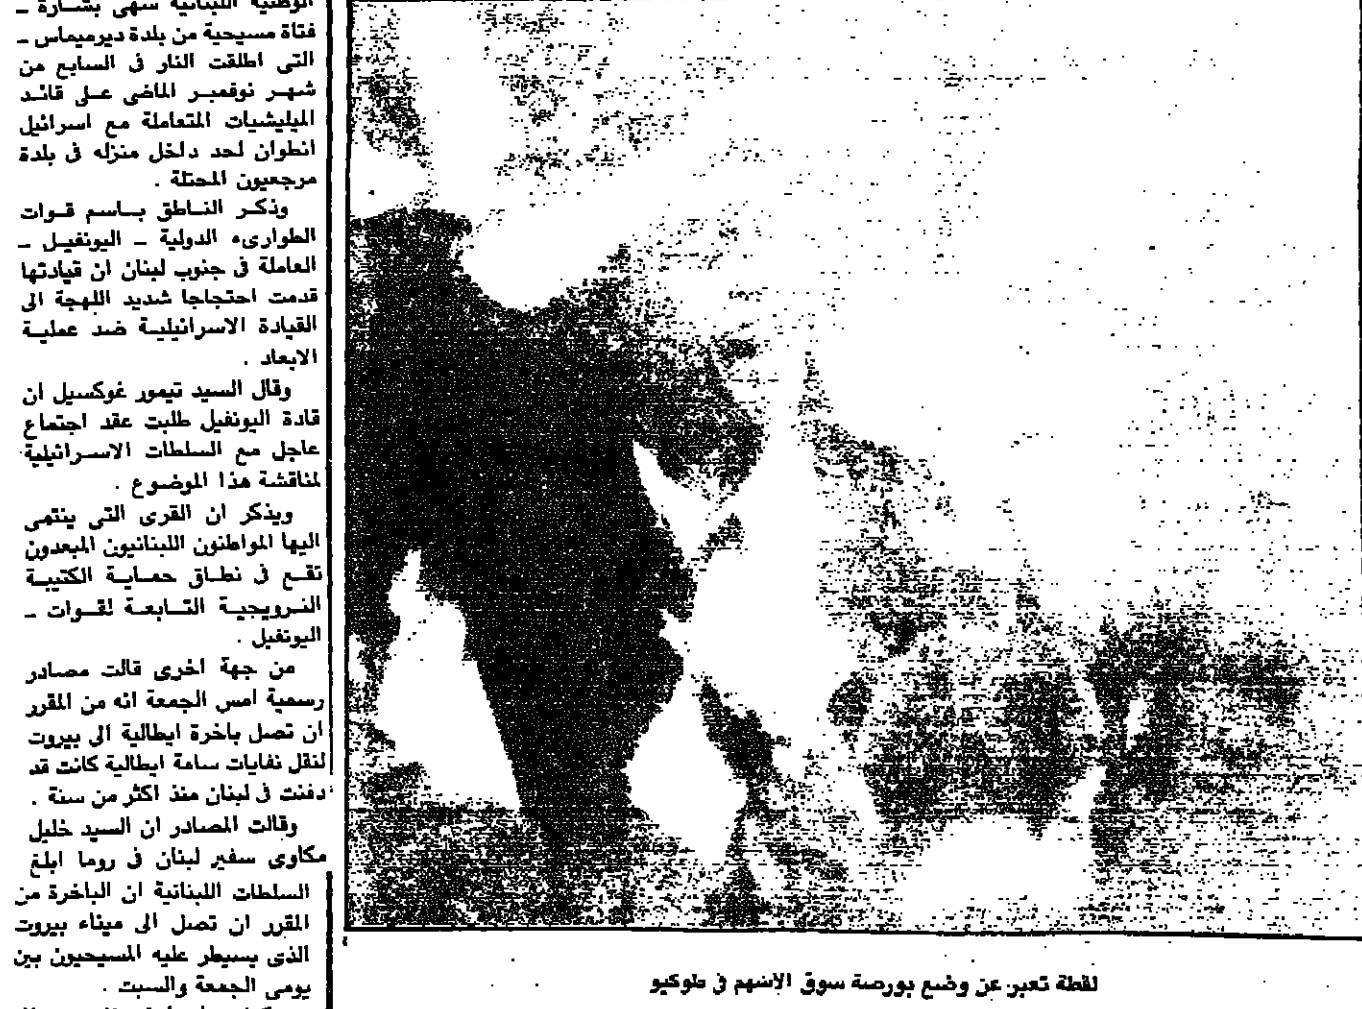 الوطنية اللبنانية سهى بشارة ـ
فتاة مسيحية من بلدة ديرميماس ـ
التى اطلقت النار فى السابع من
شهر نوفمبر الماضى على قائد
الميليشيات المتعاملة مع اسرائيل
انطوان لحد داخل منزله فى بلدة
مرجعيون المحتلة .
وذكر الناطق باسم قوات
الطوارىء الدولية ـ اليونفيل ـ
العاملة فى جنوب لبنان ان قيادتها
قدمت احتجاجا شديد اللهجة الى
القيادة الاسرائيلية ضد عملية
الابعاد .
وقال السيد تيمور غوكسيل ان
قادة اليونفيل طلبت عقد اجتماع
عاجل مع السلطات الاسرائيلية
لمناقشة هذا الموضوع .
ويذكر ان القرى التى ينتمى
اليها المواطنون اللبنانيون المبعدون
تقع فى نطاق حماية الكتيبة
النرويجية التابعة لقوات ـ
اليونفيل .
من جهة اخرى قالت مصادر
رسمية امس الجمعة انه من المقرر
ان تصل باخرة ايطالية الى بيروت
لنقل نفايات سامة ايطالية كانت قد
دفنت فى لبنان منذ اكثر من سنة .
وقالت المصادر ان السيد خليل
مكاوى سفير لبنان فى روما ابلغ
السلطات اللبنانية ان الباخرة من
المقرر ان تصل الى ميناء بيروت
الذى يسيطر عليه المسيحيون بين
يومى الجمعة والسبت .
لقطة تعبر عن وضع بورصة سوق الاسهم فى طوكيو